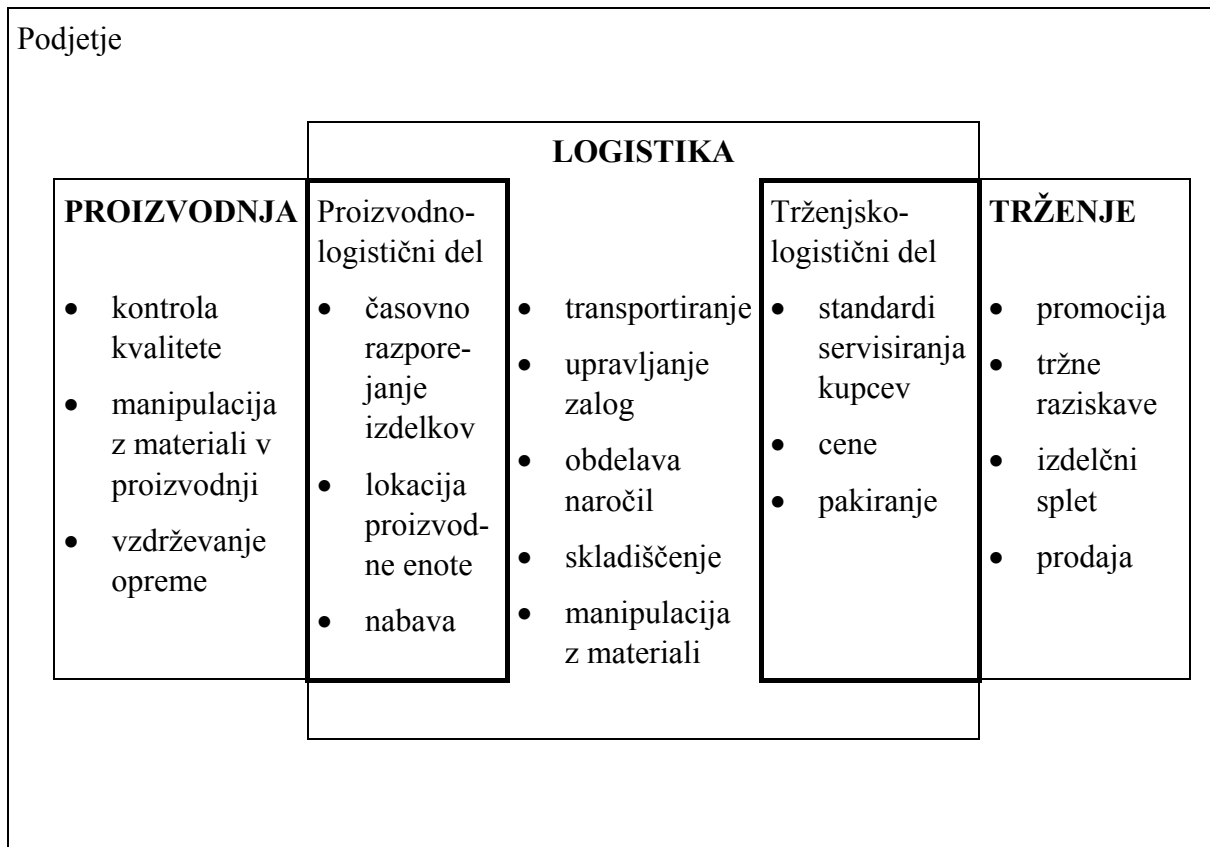 Podjetje
LOGISTIKA
PROIZVODNJA
• kontrola
kvalitete
• manipulacija
z materiali v
proizvodnji
• vzdrževanje
opreme
Proizvodno-
logistični del
• časovno
razpore-
janje
izdelkov
• lokacija
proizvod-
ne enote
• nabava
• transportiranje
• upravljanje
zalog
• obdelava
naročil
• skladiščenje
• manipulacija
z materiali
Trženjsko-
logistični del
• standardi
servisiranja
kupcev
• cene
• pakiranje
TRŽENJE
• promocija
• tržne
raziskave
• izdelčni
splet
• prodaja